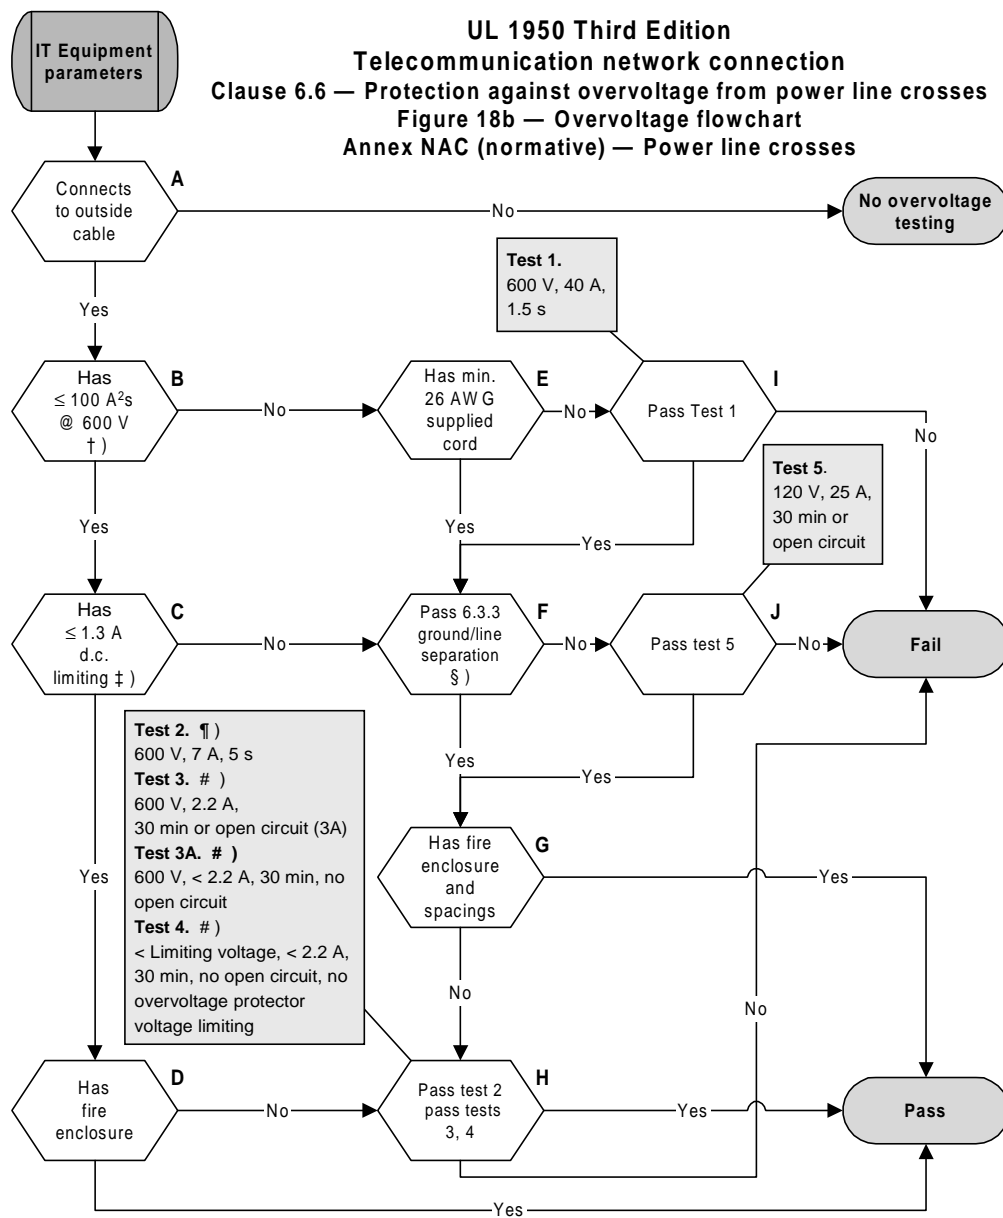 IT Equipment
parameters
UL 1950 Third Edition
Telecommunication network connection
Clause 6.6 — Protection against overvoltage from power line crosses
Figure 18b — Overvoltage flowchart
Annex NAC (normative) — Power line crosses
Connects
to outside
cable
A
No
No overvoltage
testing
Yes
Test 1.
600 V, 40 A,
1.5 s
Has
≤ 100 A²s
@ 600 V
† )
B
No
Has min.
26 AWG
supplied
cord
E
No
Pass Test 1
I
No
Yes
Yes
Yes
Test 5.
120 V, 25 A,
30 min or
open circuit
Has
≤ 1.3 A
d.c.
limiting ‡ )
C
No
Pass 6.3.3
ground/line
separation
§ )
F
No
Pass test 5
J
No
Fail
Yes
Yes
Yes
Test 2. ¶ )
600 V, 7 A, 5 s
Test 3. # )
600 V, 2.2 A,
30 min or open circuit (3A)
Test 3A. # )
600 V, < 2.2 A, 30 min, no
open circuit
Test 4. # )
< Limiting voltage, < 2.2 A,
30 min, no open circuit, no
overvoltage protector
voltage limiting
Has fire
enclosure
and
spacings
G
Yes
No
No
Has
fire
enclosure
D
No
Pass test 2
pass tests
3, 4
H
Yes
Pass
Yes